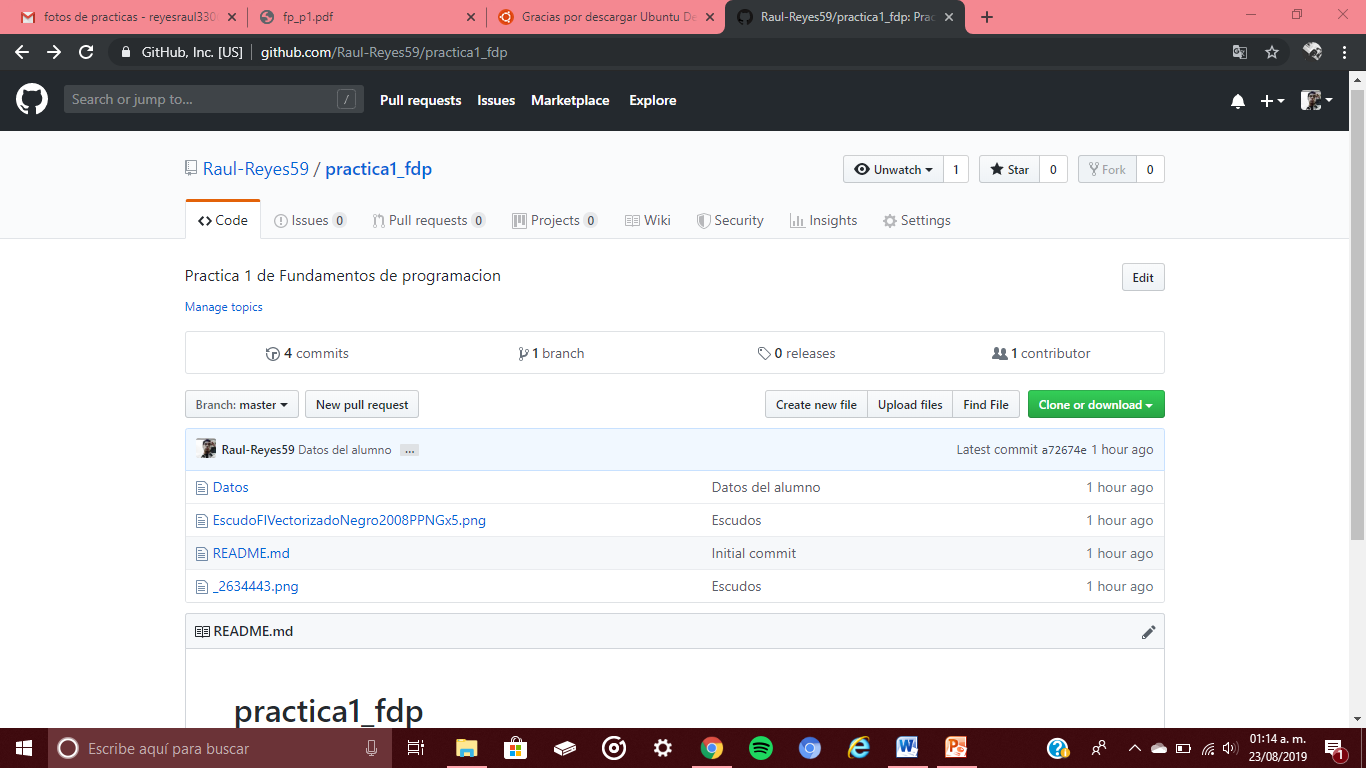 fotos de practicas - reyesraul330
fp_p1.pdf
Gracias por descargar Ubuntu De
Raul-Reyes59/practica1_fdp: Prac
GitHub, Inc. [US] github.com/Raul-Reyes59/practica1_fdp
Search or jump to... /
Pull requests Issues Marketplace Explore
Raul-Reyes59 / practica1_fdp
Unwatch 1 Star 0 Fork 0
Code Issues 0 Pull requests 0 Projects 0 Wiki Security Insights Settings
Practica 1 de Fundamentos de programacion
Edit
Manage topics
4 commits 1 branch 0 releases 1 contributor
Branch: master New pull request Create new file Upload files Find File Clone or download
Raul-Reyes59 Datos del alumno ... Latest commit a72674e 1 hour ago
Datos Datos del alumno 1 hour ago
EscudoFIVectorizadoNegro2008PPNGx5.png Escudos 1 hour ago
README.md Initial commit 1 hour ago
_2634443.png Escudos 1 hour ago
README.md
practica1_fdp
Escribe aquí para buscar
01:14 a. m.
23/08/2019
1